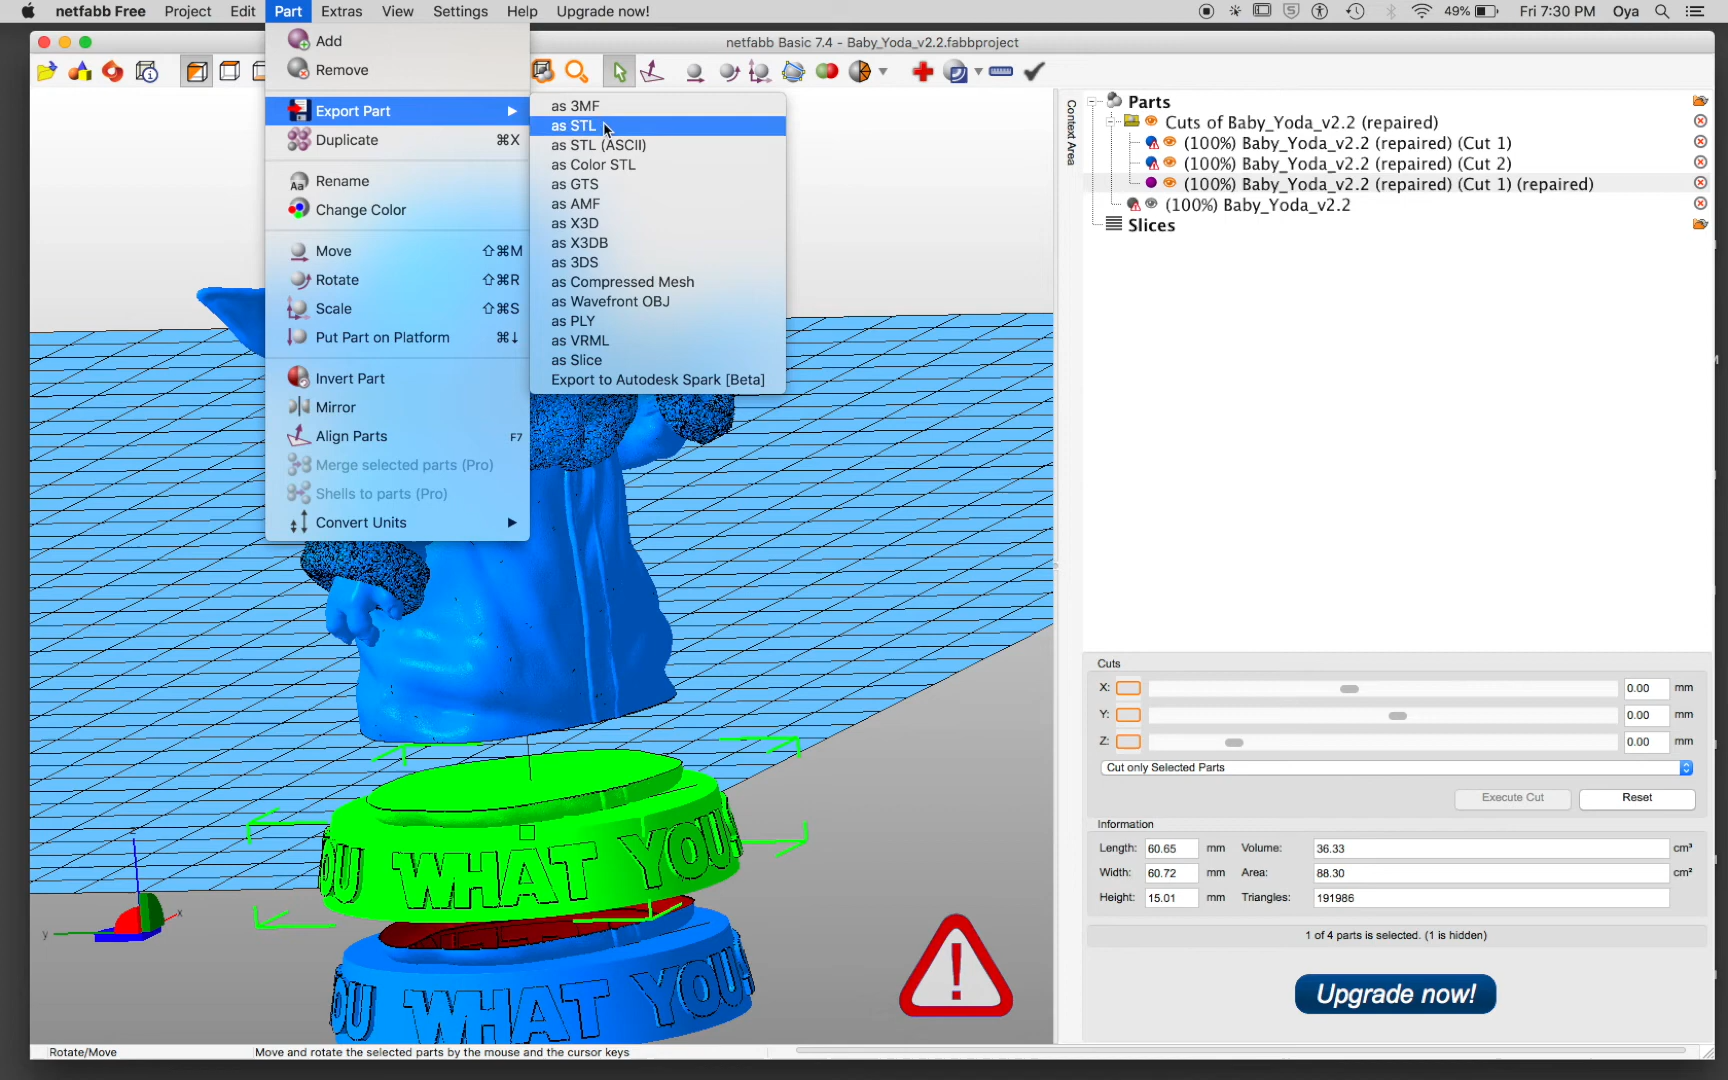 netfabb Free Project Edit Part Extras View Settings Help Upgrade now! 49% Fri 7:30 PM Oya
netfabb Basic 7.4 - Baby_Yoda_v2.2.fabbproject
Add
Remove
Export Part
Duplicate ⌘X
Rename
Change Color
Move ⇧⌘M
Rotate ⇧⌘R
Scale ⇧⌘S
Put Part on Platform ⌘↓
Invert Part
Mirror
Align Parts F7
Merge selected parts (Pro)
Shells to parts (Pro)
Convert Units
as 3MF
as STL
as STL (ASCII)
as Color STL
as GTS
as AMF
as X3D
as X3DB
as 3DS
as Compressed Mesh
as Wavefront OBJ
as PLY
as VRML
as Slice
Export to Autodesk Spark [Beta]
Context Area
Parts
Cuts of Baby_Yoda_v2.2 (repaired)
(100%) Baby_Yoda_v2.2 (repaired) (Cut 1)
(100%) Baby_Yoda_v2.2 (repaired) (Cut 2)
(100%) Baby_Yoda_v2.2 (repaired) (Cut 1) (repaired)
(100%) Baby_Yoda_v2.2
Slices
Cuts
X: 0.00 mm
Y: 0.00 mm
Z: 0.00 mm
Cut only Selected Parts
Execute Cut Reset
Information
Length: 60.65 mm Volume: 36.33 cm³
Width: 60.72 mm Area: 88.30 cm²
Height: 15.01 mm Triangles: 191986
1 of 4 parts is selected. (1 is hidden)
Upgrade now!
OU WHAT YOU
OU WHAT YOU
z
x
y
Rotate/Move Move and rotate the selected parts by the mouse and the cursor keys